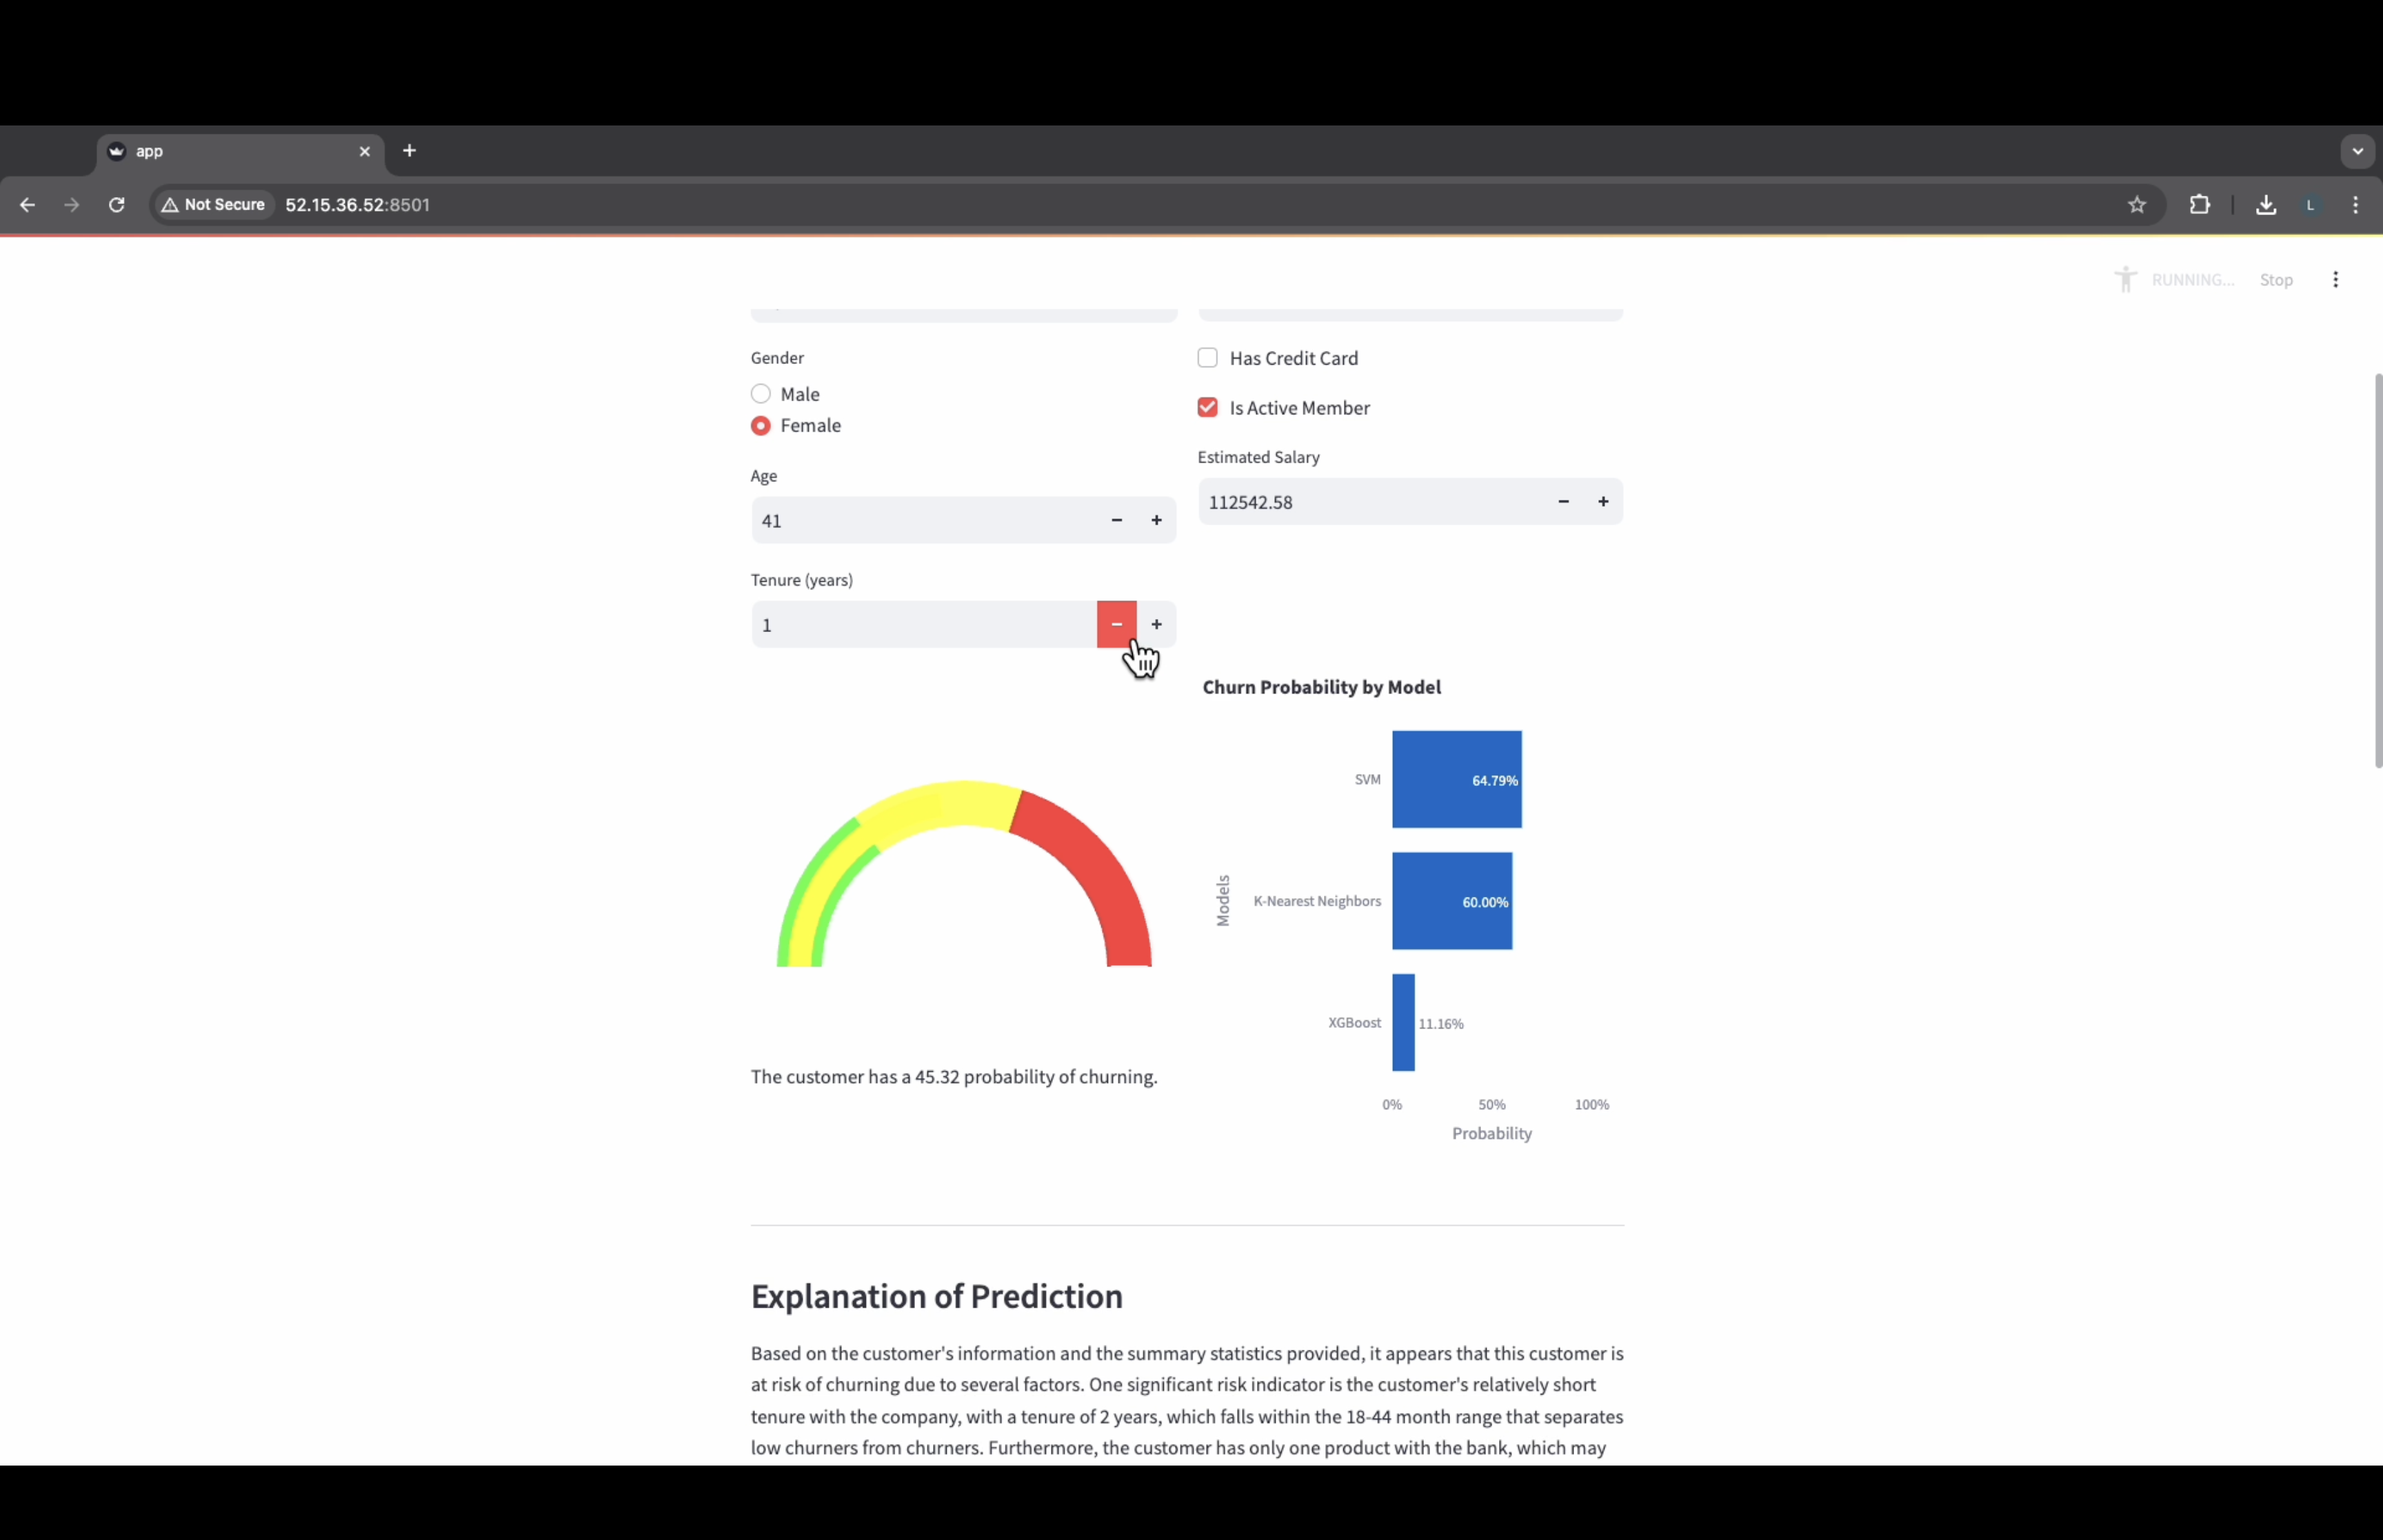 app
Not Secure
52.15.36.52:8501
L
RUNNING...
Stop
Gender
Male
Female
Age
41
Tenure (years)
1
Has Credit Card
Is Active Member
Estimated Salary
112542.58
The customer has a 45.32 probability of churning.
Churn Probability by Model
Models
SVM
64.79%
K-Nearest Neighbors
60.00%
XGBoost
11.16%
0%
50%
100%
Probability
Explanation of Prediction
Based on the customer's information and the summary statistics provided, it appears that this customer is
at risk of churning due to several factors. One significant risk indicator is the customer's relatively short
tenure with the company, with a tenure of 2 years, which falls within the 18-44 month range that separates
low churners from churners. Furthermore, the customer has only one product with the bank, which may